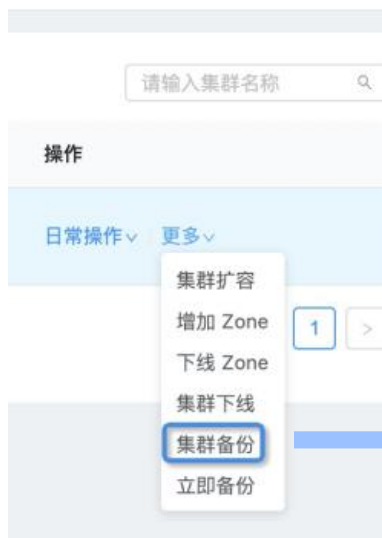 请输入集群名称
操作
日常操作 更多
集群扩容
增加 Zone
1 >
下线 Zone
集群下线
集群备份
立即备份